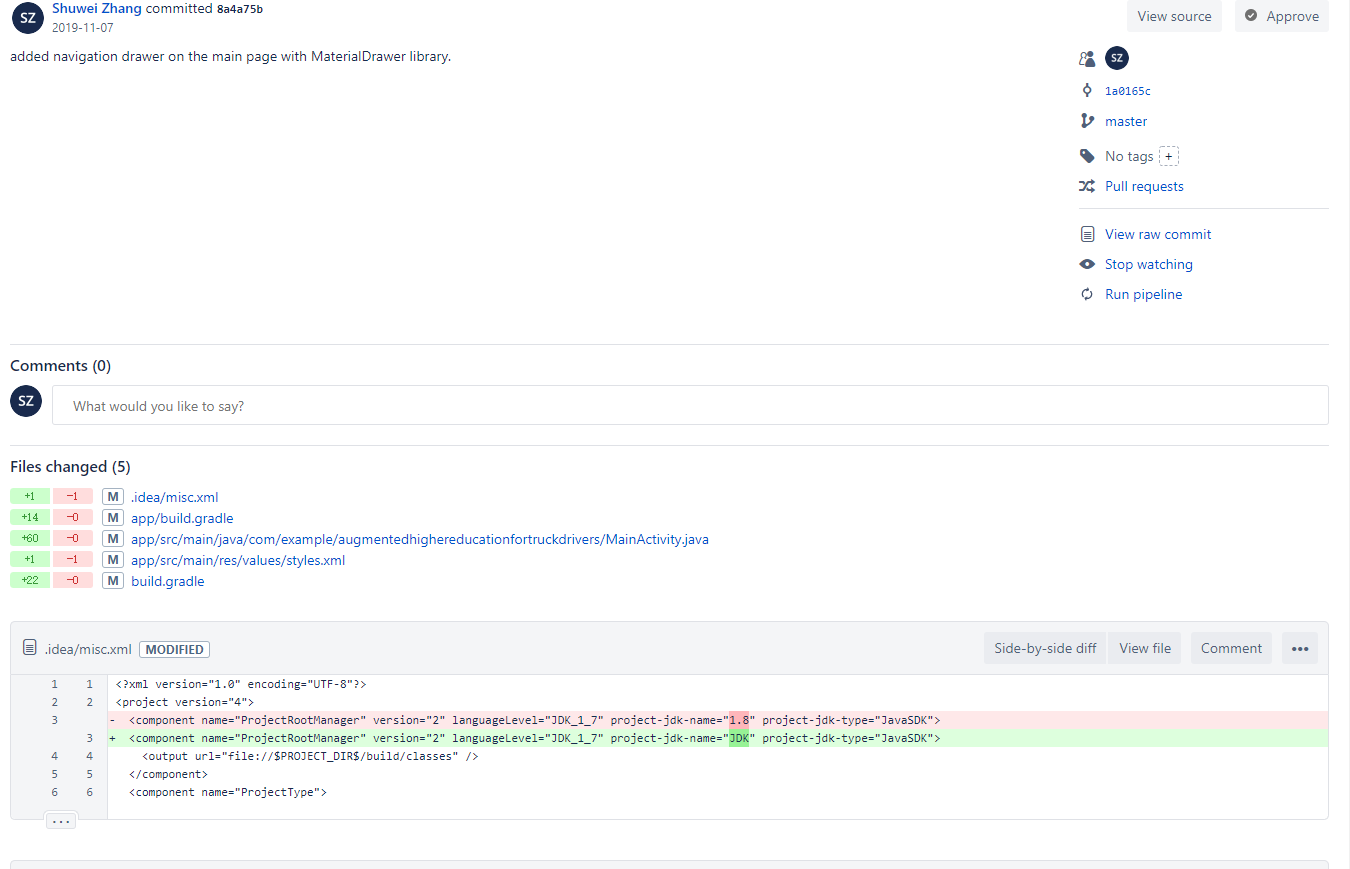 SZ
Shuwei Zhang committed 8a4a75b
2019-11-07
View source
Approve
added navigation drawer on the main page with MaterialDrawer library.
SZ
1a0165c
master
No tags +
Pull requests
View raw commit
Stop watching
Run pipeline
Comments (0)
SZ
What would you like to say?
Files changed (5)
+1 −1 M .idea/misc.xml
+14 −0 M app/build.gradle
+60 −0 M app/src/main/java/com/example/augmentedhighereducationfortruckdrivers/MainActivity.java
+1 −1 M app/src/main/res/values/styles.xml
+22 −0 M build.gradle
.idea/misc.xml MODIFIED
Side-by-side diff View file Comment •••
1 1 <?xml version="1.0" encoding="UTF-8"?>
2 2 <project version="4">
3 - <component name="ProjectRootManager" version="2" languageLevel="JDK_1_7" project-jdk-name="1.8" project-jdk-type="JavaSDK">
3 + <component name="ProjectRootManager" version="2" languageLevel="JDK_1_7" project-jdk-name="JDK" project-jdk-type="JavaSDK">
4 4 <output url="file://$PROJECT_DIR$/build/classes" />
5 5 </component>
6 6 <component name="ProjectType">
...